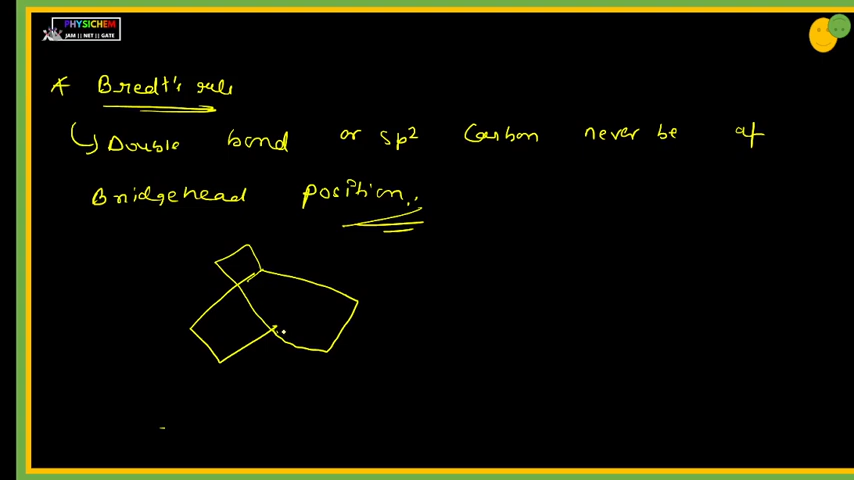 PHYSICHEM
JAM || NET || GATE
Bredt's rule
Double bond or sp² Carbon never be at
Bridgehead position.